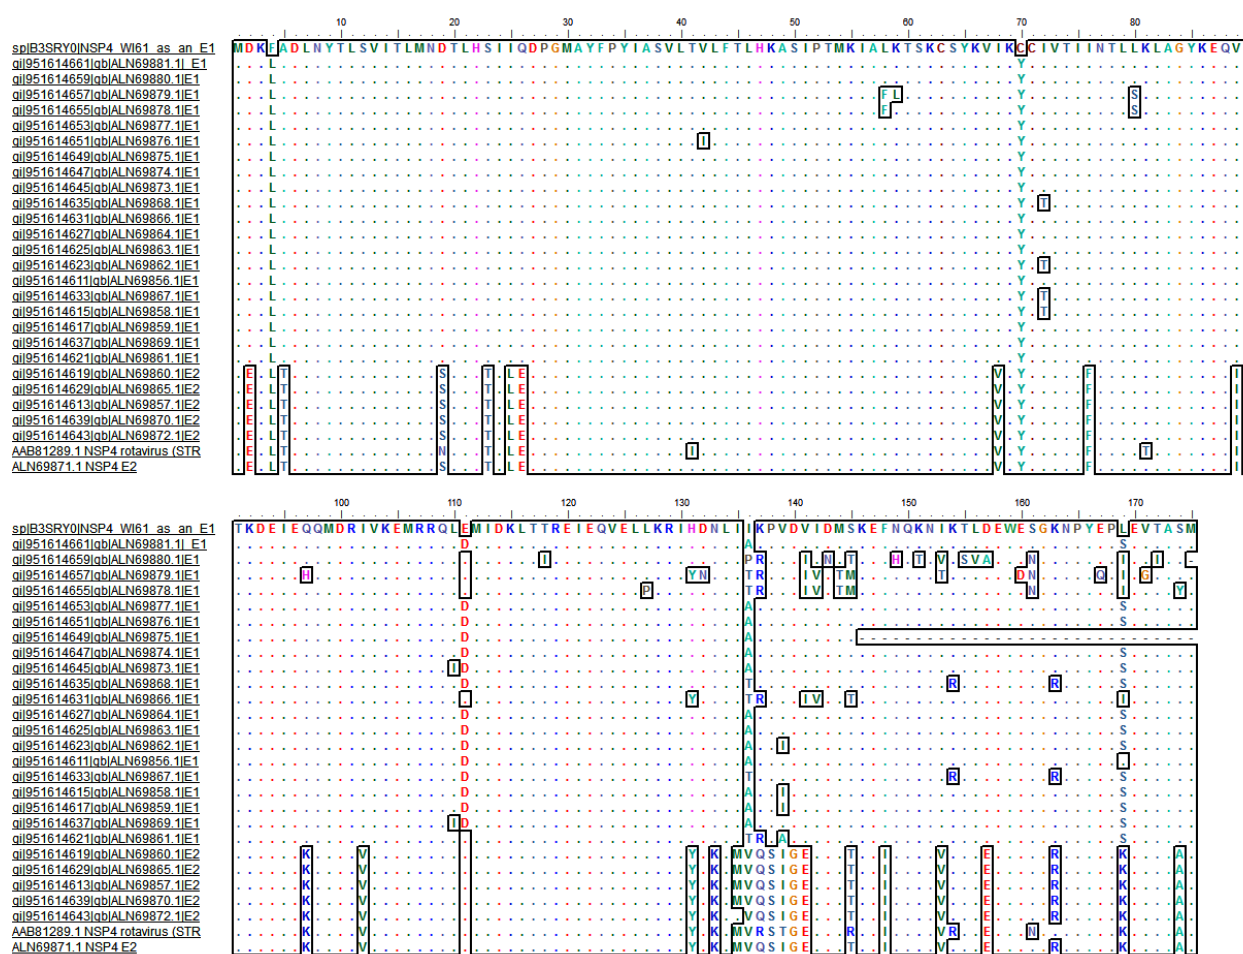 10 20 30 40 50 60 70 80
sp|B3SRY0|NSP4_WI61_as_an_E1 MDKFADLNYTLSVITLMNDTLHSIIQDPGMAYFPYIASVLTVLFTLHKASIPTMKIALKTSKCSYKVIKCCIVTIINTLLKLAGYKEQV
gi|951614661|gb|ALN69881.1|_E1 L Y
gi|951614659|gb|ALN69880.1|E1 L Y
gi|951614657|gb|ALN69879.1|E1 L F L Y S
gi|951614655|gb|ALN69878.1|E1 L F Y S
gi|951614653|gb|ALN69877.1|E1 L Y
gi|951614651|gb|ALN69876.1|E1 L I Y
gi|951614649|gb|ALN69875.1|E1 L Y
gi|951614647|gb|ALN69874.1|E1 L Y
gi|951614645|gb|ALN69873.1|E1 L Y
gi|951614635|gb|ALN69868.1|E1 L Y T
gi|951614631|gb|ALN69866.1|E1 L Y
gi|951614627|gb|ALN69864.1|E1 L Y
gi|951614625|gb|ALN69863.1|E1 L Y
gi|951614623|gb|ALN69862.1|E1 L Y T
gi|951614611|gb|ALN69856.1|E1 L Y
gi|951614633|gb|ALN69867.1|E1 L Y T
gi|951614615|gb|ALN69858.1|E1 L Y T
gi|951614617|gb|ALN69859.1|E1 L Y
gi|951614637|gb|ALN69869.1|E1 L Y
gi|951614621|gb|ALN69861.1|E1 L Y
gi|951614619|gb|ALN69860.1|E2 E L T S T L E V Y F I
gi|951614629|gb|ALN69865.1|E2 E L T S T L E V Y F I
gi|951614613|gb|ALN69857.1|E2 E L T S T L E V Y F I
gi|951614639|gb|ALN69870.1|E2 E L T S T L E V Y F I
gi|951614643|gb|ALN69872.1|E2 E L T S T L E V Y F I
AAB81289.1 NSP4 rotavirus (STR E L T N T L E I V Y F T I
ALN69871.1 NSP4 E2 E L T S T L E V Y F I
100 110 120 130 140 150 160 170
sp|B3SRY0|NSP4_WI61_as_an_E1 TKDEIEQQMDRIVKEMRRQLEMIDKLTTREIEQVELLKRIHDNLIIKPVDVIDMSKEFNQKNIKTLDEWESGKNPYEPLEVTASM
gi|951614661|gb|ALN69881.1|_E1 D A S
gi|951614659|gb|ALN69880.1|E1 I P R I N T H I V S V A N I I -
gi|951614657|gb|ALN69879.1|E1 H Y N T R I V T M T D N Q I G
gi|951614655|gb|ALN69878.1|E1 P T R I V T M N I Y
gi|951614653|gb|ALN69877.1|E1 D A S
gi|951614651|gb|ALN69876.1|E1 D A S
gi|951614649|gb|ALN69875.1|E1 D A ------------------------------
gi|951614647|gb|ALN69874.1|E1 D A S
gi|951614645|gb|ALN69873.1|E1 I D A S
gi|951614635|gb|ALN69868.1|E1 D T R R S
gi|951614631|gb|ALN69866.1|E1 Y T R I V T I
gi|951614627|gb|ALN69864.1|E1 D A S
gi|951614625|gb|ALN69863.1|E1 D A S
gi|951614623|gb|ALN69862.1|E1 D A I S
gi|951614611|gb|ALN69856.1|E1 D A
gi|951614633|gb|ALN69867.1|E1 D T R R S
gi|951614615|gb|ALN69858.1|E1 D A I S
gi|951614617|gb|ALN69859.1|E1 D A I S
gi|951614637|gb|ALN69869.1|E1 I D A S
gi|951614621|gb|ALN69861.1|E1 T R A S
gi|951614619|gb|ALN69860.1|E2 K V Y K M V Q S I G E T I V E R K A
gi|951614629|gb|ALN69865.1|E2 K V Y K M V Q S I G E T I V E R K A
gi|951614613|gb|ALN69857.1|E2 K V Y K M V Q S I G E T I V E R K A
gi|951614639|gb|ALN69870.1|E2 K V Y K M V Q S I G E T I V E R K A
gi|951614643|gb|ALN69872.1|E2 K V Y K V Q S I G E T I V E R K A
AAB81289.1 NSP4 rotavirus (STR K V Y K M V R S T G E R I V R E N K A
ALN69871.1 NSP4 E2 K V Y K M V Q S I G E T I V E R K A